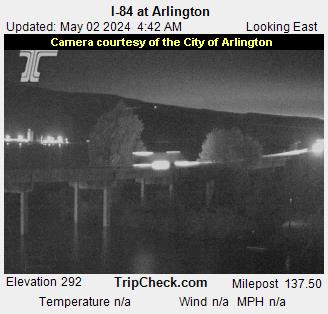 I-84 at Arlington
Updated: May 02 2024 4:42 AM Looking East
Camera courtesy of the City of Arlington
Elevation 292 TripCheck.com Milepost 137.50
Temperature n/a Wind n/a MPH n/a